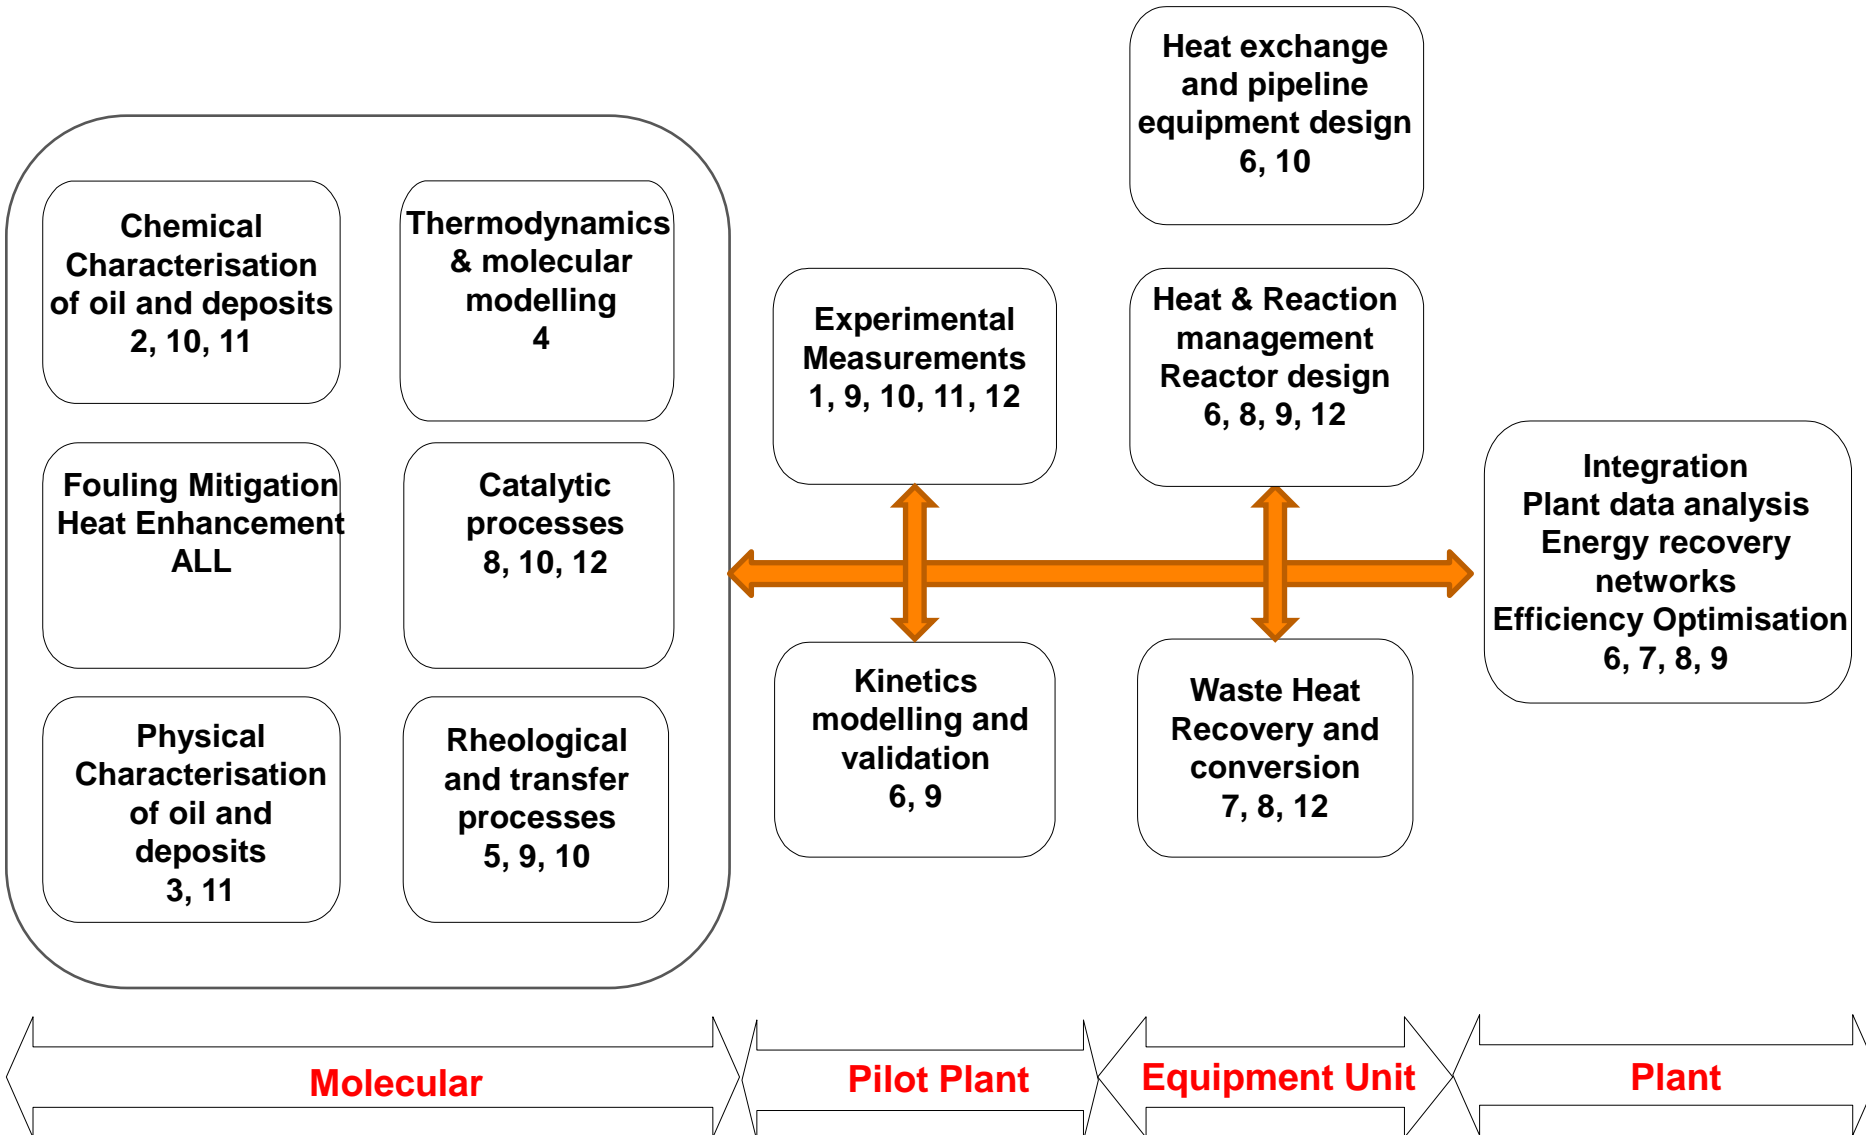 Chemical
Characterisation
of oil and deposits
2, 10, 11
Thermodynamics
& molecular
modelling
4
Fouling Mitigation
Heat Enhancement
ALL
Catalytic
processes
8, 10, 12
Physical
Characterisation
of oil and
deposits
3, 11
Rheological
and transfer
processes
5, 9, 10
Experimental
Measurements
1, 9, 10, 11, 12
Kinetics
modelling and
validation
6, 9
Heat exchange
and pipeline
equipment design
6, 10
Heat & Reaction
management
Reactor design
6, 8, 9, 12
Waste Heat
Recovery and
conversion
7, 8, 12
Integration
Plant data analysis
Energy recovery
networks
Efficiency Optimisation
6, 7, 8, 9
Molecular
Pilot Plant
Equipment Unit
Plant